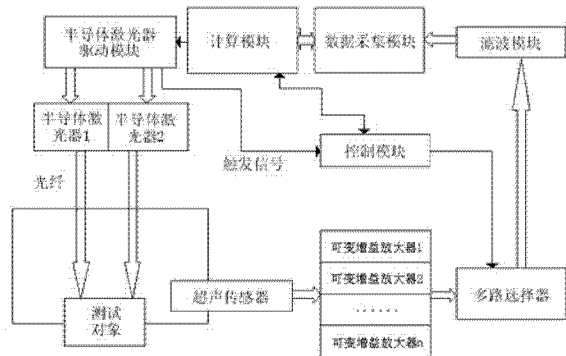 半导体激光器
驱动模块
计算模块
数据采集模块
滤波模块
半导体激
光器1
半导体激
光器2
光纤
触发信号
控制模块
可变增益放大器1
可变增益放大器2
......
可变增益放大器n
超声传感器
多路选择器
测试
对象